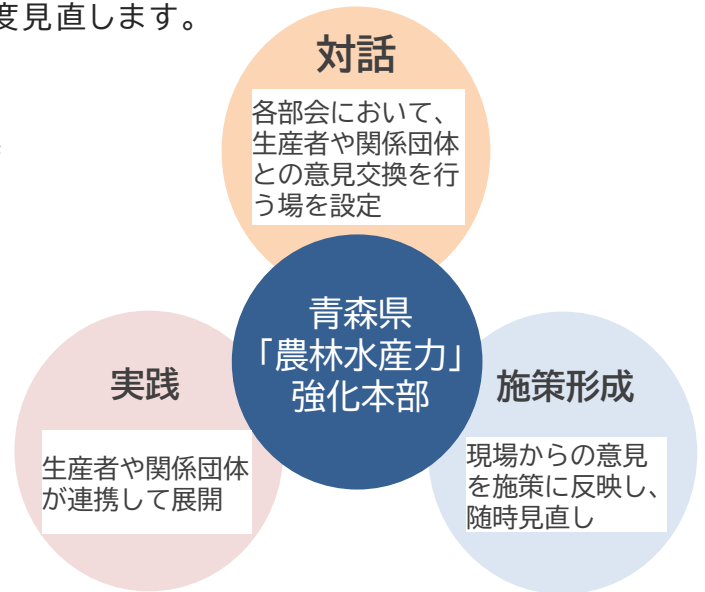 度見直します。
対話
各部会において、
生産者や関係団体
との意見交換を行
う場を設定
青森県
「農林水産力」
強化本部
実践
生産者や関係団体
が連携して展開
施策形成
現場からの意見
を施策に反映し、
随時見直し